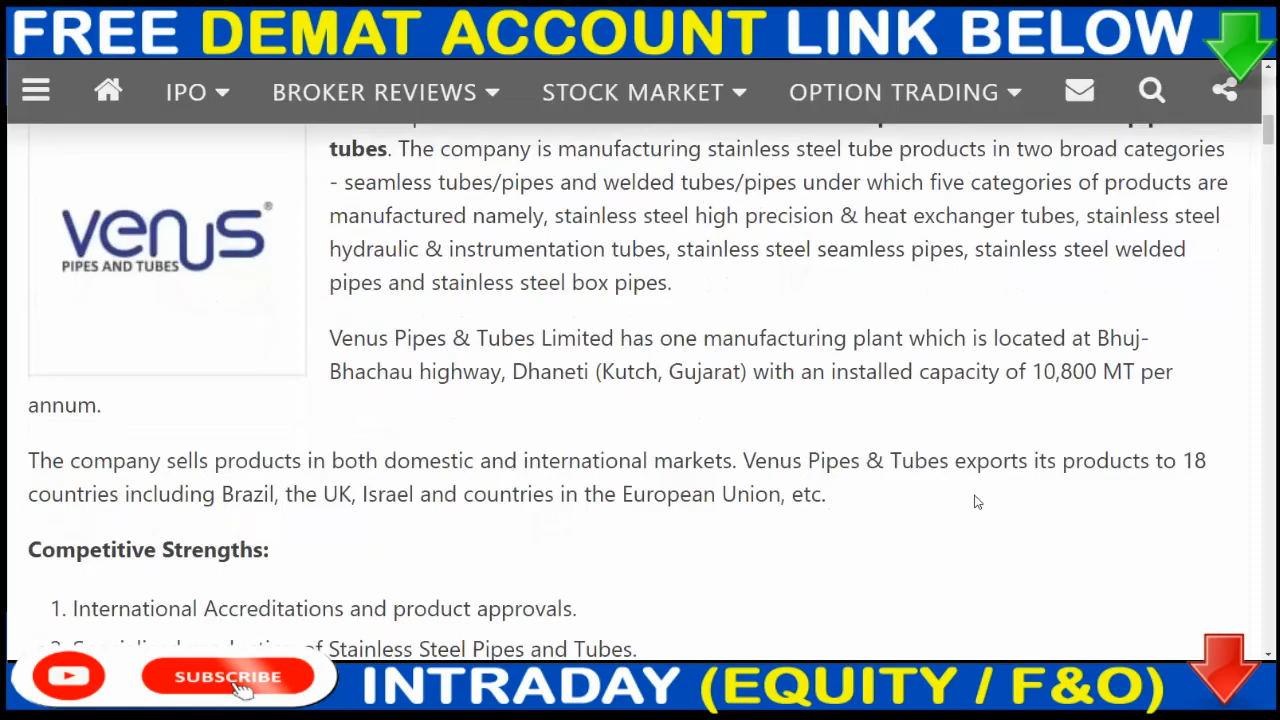 FREE DEMAT ACCOUNT LINK BELOW
IPO BROKER REVIEWS STOCK MARKET OPTION TRADING
tubes. The company is manufacturing stainless steel tube products in two broad categories
- seamless tubes/pipes and welded tubes/pipes under which five categories of products are
manufactured namely, stainless steel high precision & heat exchanger tubes, stainless steel
hydraulic & instrumentation tubes, stainless steel seamless pipes, stainless steel welded
pipes and stainless steel box pipes.
venus®
PIPES AND TUBES
Venus Pipes & Tubes Limited has one manufacturing plant which is located at Bhuj-
Bhachau highway, Dhaneti (Kutch, Gujarat) with an installed capacity of 10,800 MT per
annum.
The company sells products in both domestic and international markets. Venus Pipes & Tubes exports its products to 18
countries including Brazil, the UK, Israel and countries in the European Union, etc.
Competitive Strengths:
1. International Accreditations and product approvals.
of Stainless Steel Pipes and Tubes.
SUBSCRIBE
INTRADAY (EQUITY / F&O)